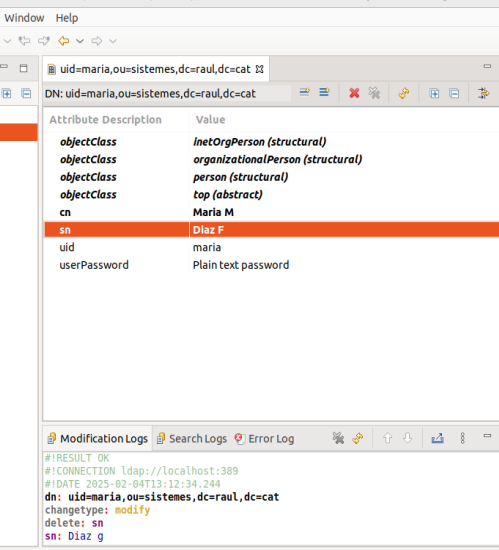 Window Help
uid=maria,ou=sistemes,dc=raul,dc=cat
DN: uid=maria,ou=sistemes,dc=raul,dc=cat
Attribute Description Value
objectClass inetOrgPerson (structural)
objectClass organizationalPerson (structural)
objectClass person (structural)
objectClass top (abstract)
cn Maria M
sn Diaz F
uid maria
userPassword Plain text password
Modification Logs Search Logs Error Log
#!RESULT OK
#!CONNECTION ldap://localhost:389
#!DATE 2025-02-04T13:12:34.244
dn: uid=maria,ou=sistemes,dc=raul,dc=cat
changetype: modify
delete: sn
sn: Diaz g